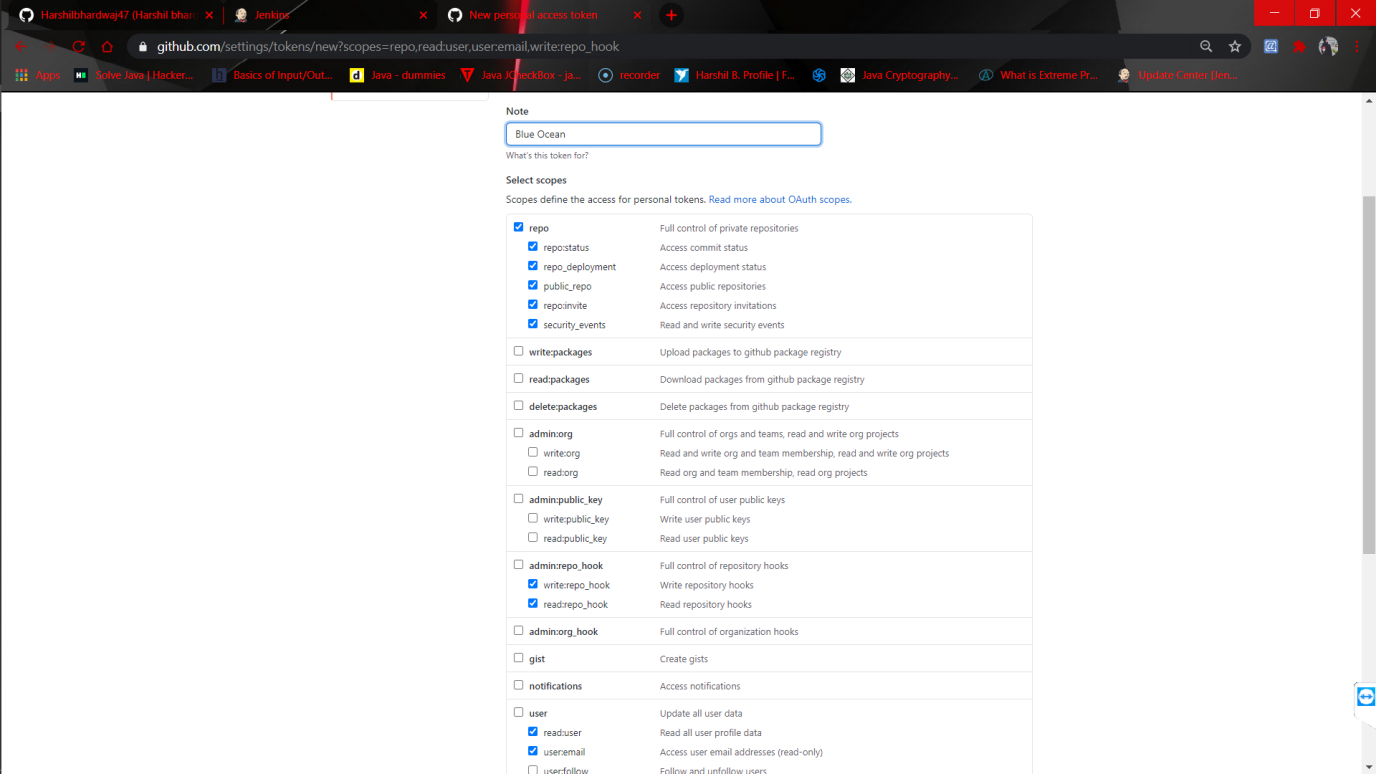 Harshilbhardwaj47 (Harshil bhar
Jenkins
New personal access token
github.com/settings/tokens/new?scopes=repo,read:user,user:email,write:repo_hook
Apps
Solve Java | Hacker...
Basics of Input/Out...
Java - dummies
Java JCheckBox - ja...
recorder
Harshil B. Profile | F...
Java Cryptography...
What is Extreme Pr...
Update Center [Jen...
Note
Blue Ocean
What's this token for?
Select scopes
Scopes define the access for personal tokens. Read more about OAuth scopes.
repo Full control of private repositories
repo:status Access commit status
repo_deployment Access deployment status
public_repo Access public repositories
repo:invite Access repository invitations
security_events Read and write security events
write:packages Upload packages to github package registry
read:packages Download packages from github package registry
delete:packages Delete packages from github package registry
admin:org Full control of orgs and teams, read and write org projects
write:org Read and write org and team membership, read and write org projects
read:org Read org and team membership, read org projects
admin:public_key Full control of user public keys
write:public_key Write user public keys
read:public_key Read user public keys
admin:repo_hook Full control of repository hooks
write:repo_hook Write repository hooks
read:repo_hook Read repository hooks
admin:org_hook Full control of organization hooks
gist Create gists
notifications Access notifications
user Update all user data
read:user Read all user profile data
user:email Access user email addresses (read-only)
user:follow Follow and unfollow users